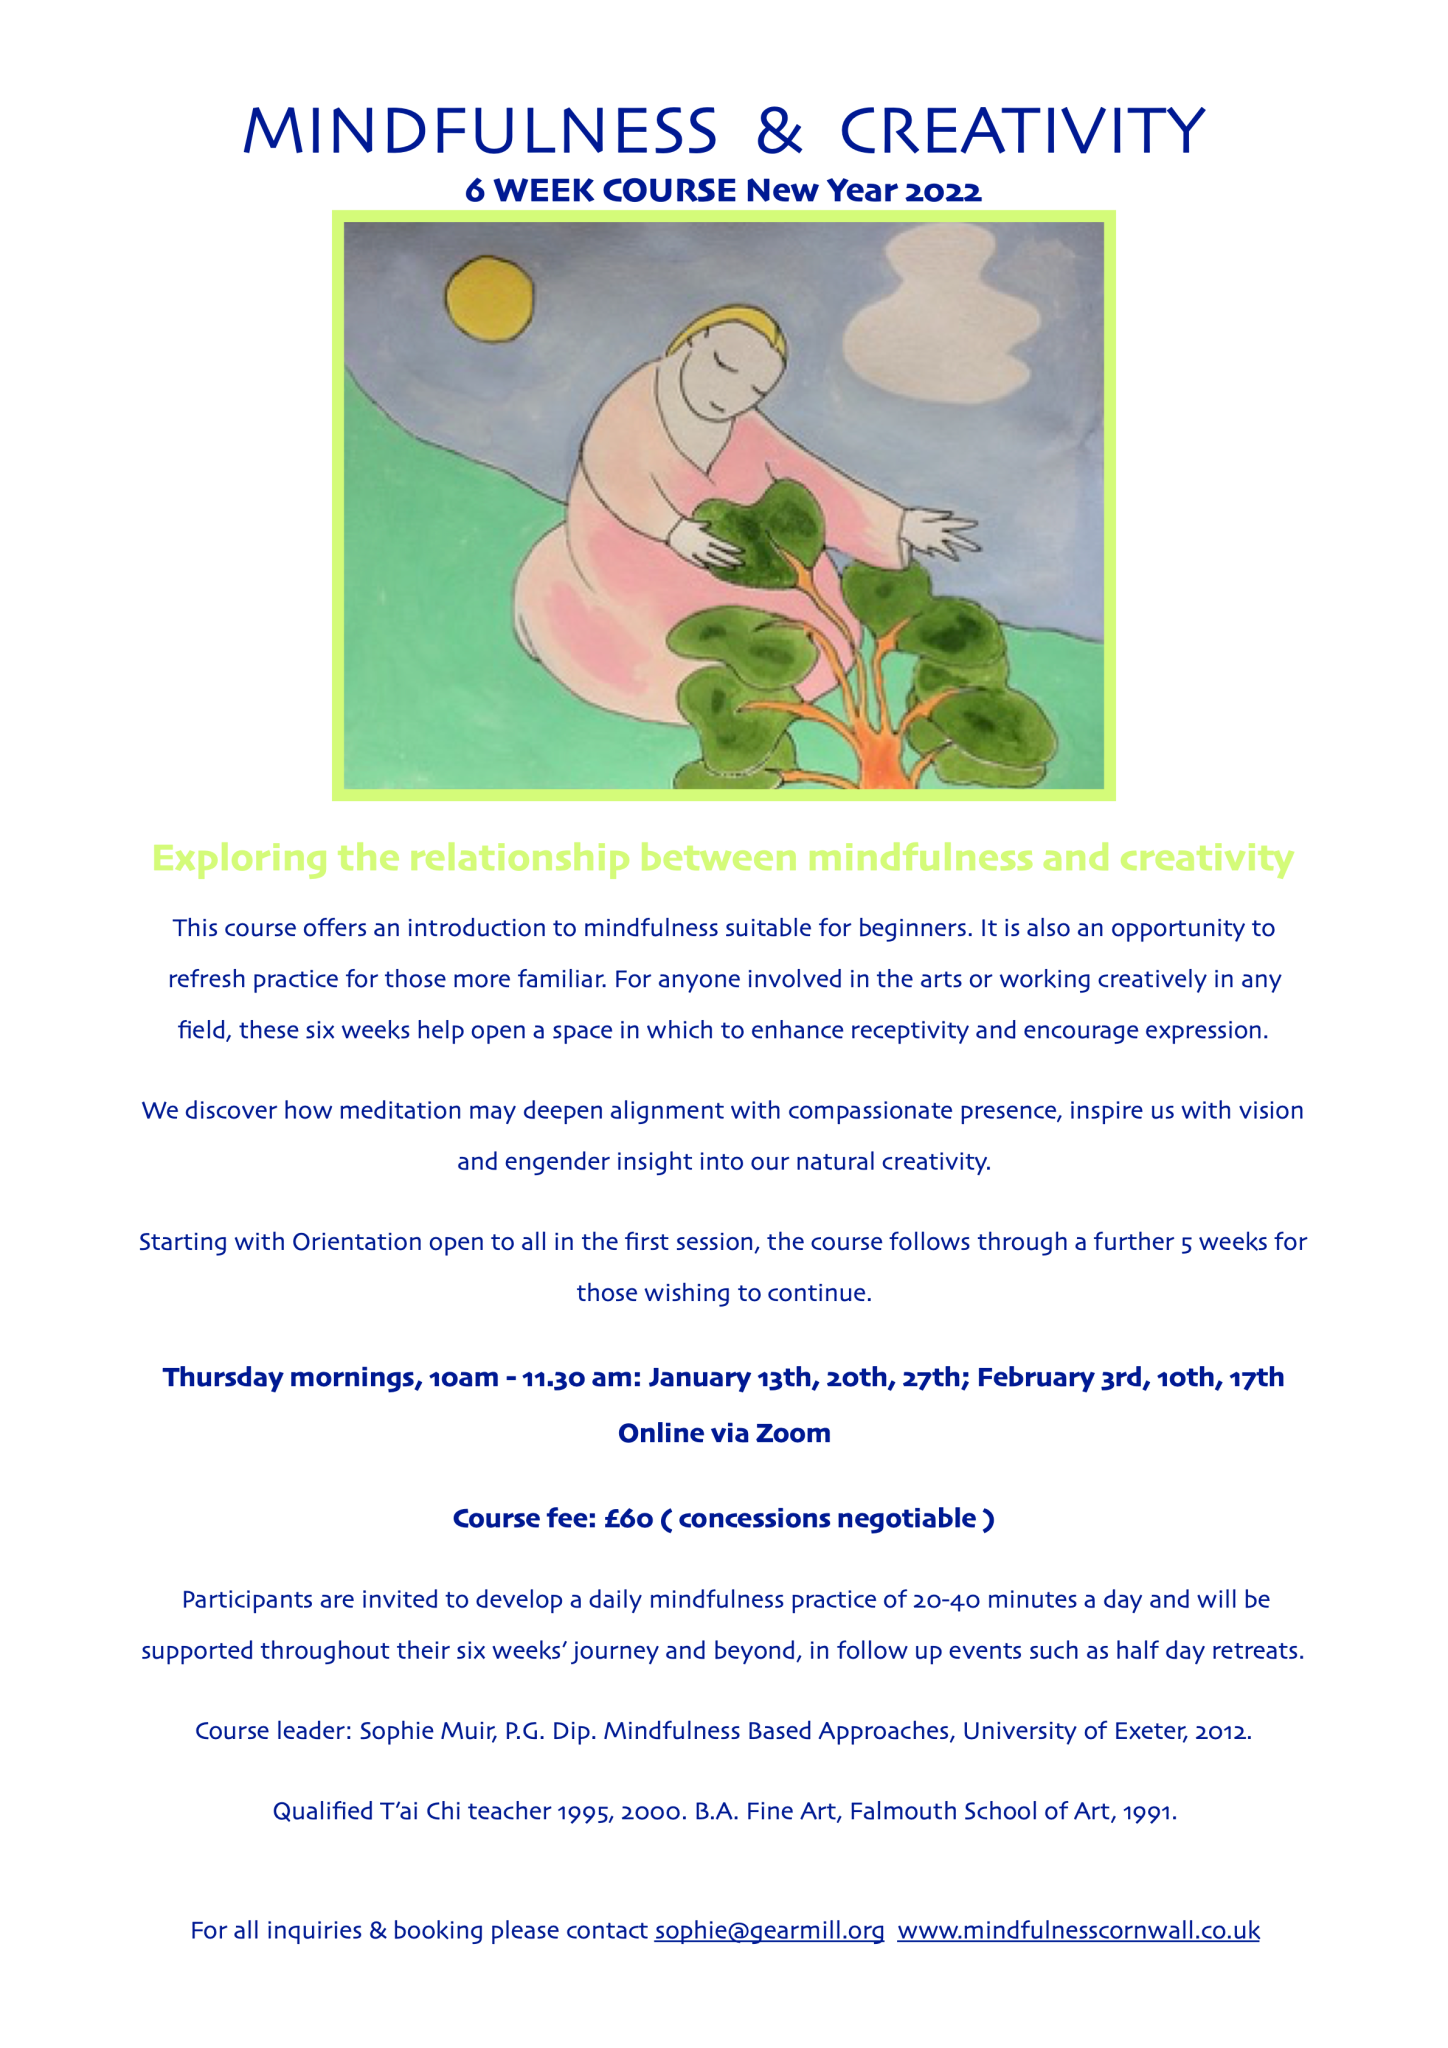 MINDFULNESS & CREATIVITY
6 WEEK COURSE New Year 2022
Exploring the relationship between mindfulness and creativity
This course offers an introduction to mindfulness suitable for beginners. It is also an opportunity to
refresh practice for those more familiar. For anyone involved in the arts or working creatively in any
field, these six weeks help open a space in which to enhance receptivity and encourage expression.
We discover how meditation may deepen alignment with compassionate presence, inspire us with vision
and engender insight into our natural creativity.
Starting with Orientation open to all in the first session, the course follows through a further 5 weeks for
those wishing to continue.
Thursday mornings, 10am - 11.30 am: January 13th, 20th, 27th; February 3rd, 10th, 17th
Online via Zoom
Course fee: £60 ( concessions negotiable )
Participants are invited to develop a daily mindfulness practice of 20-40 minutes a day and will be
supported throughout their six weeks’ journey and beyond, in follow up events such as half day retreats.
Course leader: Sophie Muir, P.G. Dip. Mindfulness Based Approaches, University of Exeter, 2012.
Qualified T’ai Chi teacher 1995, 2000. B.A. Fine Art, Falmouth School of Art, 1991.
For all inquiries & booking please contact sophie@gearmill.org www.mindfulnesscornwall.co.uk